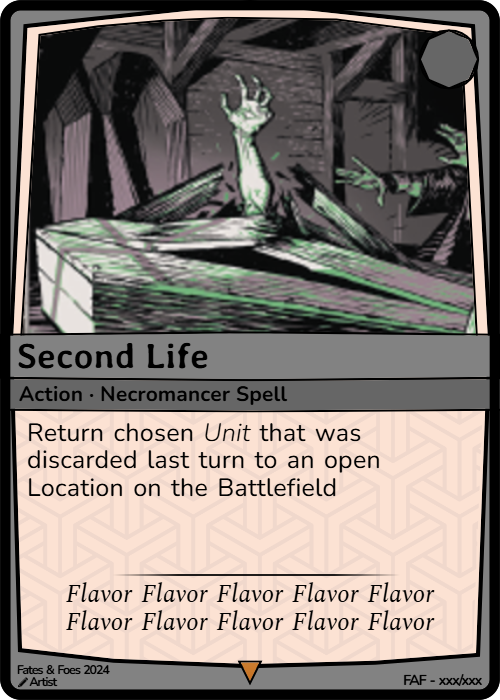 Second Life
Action · Necromancer Spell
Return chosen Unit that was
discarded last turn to an open
Location on the Battlefield
Flavor Flavor Flavor Flavor Flavor
Flavor Flavor Flavor Flavor Flavor
Fates & Foes 2024
Artist
FAF - xxx/xxx